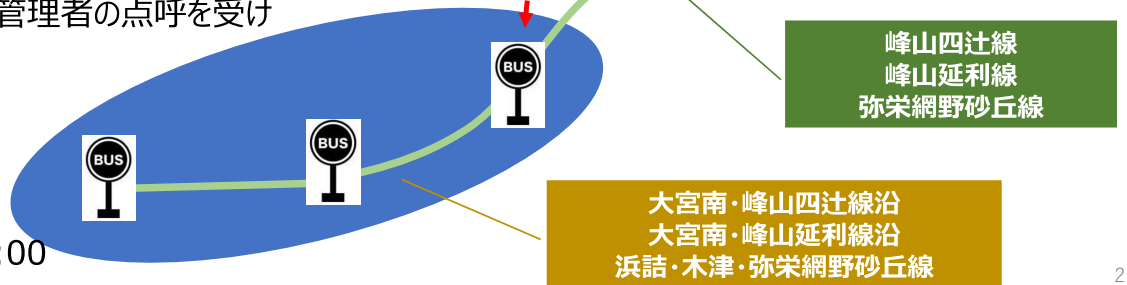 管理者の点呼を受け
BUS
峰山四辻線
峰山延利線
弥栄網野砂丘線
BUS
BUS
大宮南・峰山四辻線沿
大宮南・峰山延利線沿
浜詰・木津・弥栄網野砂丘線
:00
2